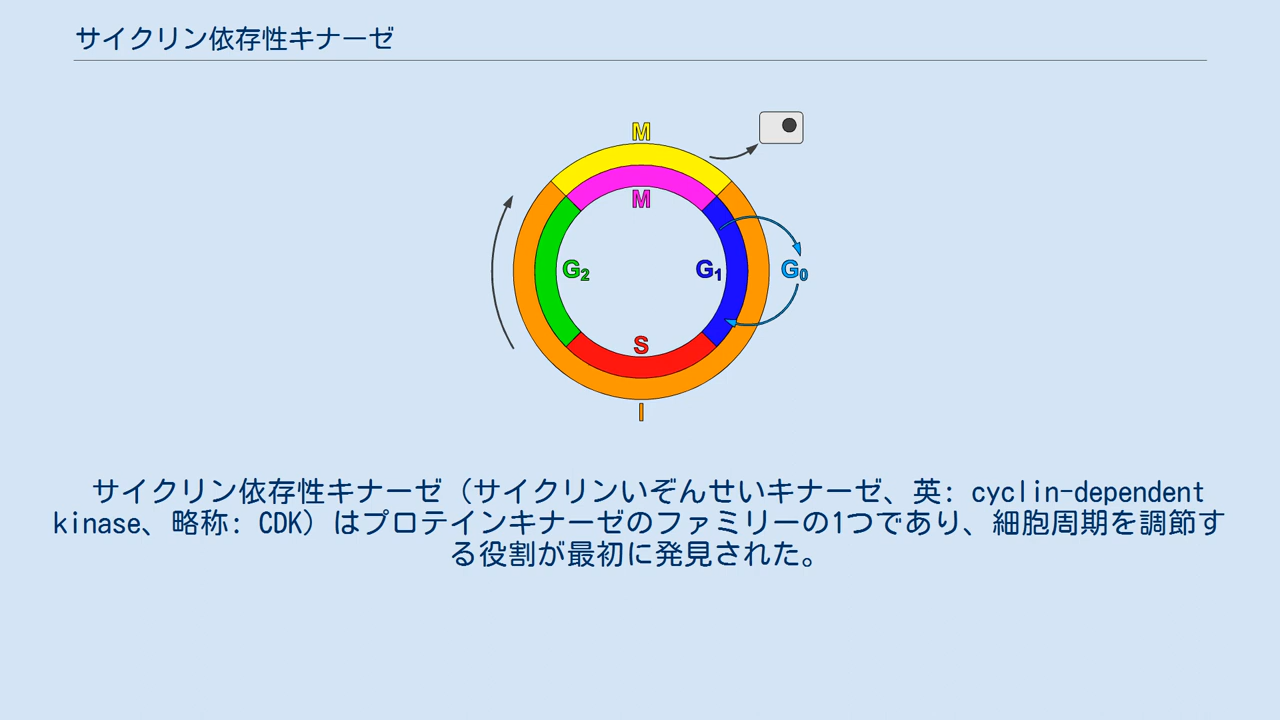 サイクリン依存性キナーゼ
M
M
G₂
G₁
G₀
S
I
サイクリン依存性キナーゼ（サイクリンいぞんせいキナーゼ、英: cyclin-dependent
kinase、略称: CDK）はプロテインキナーゼのファミリーの1つであり、細胞周期を調節す
る役割が最初に発見された。